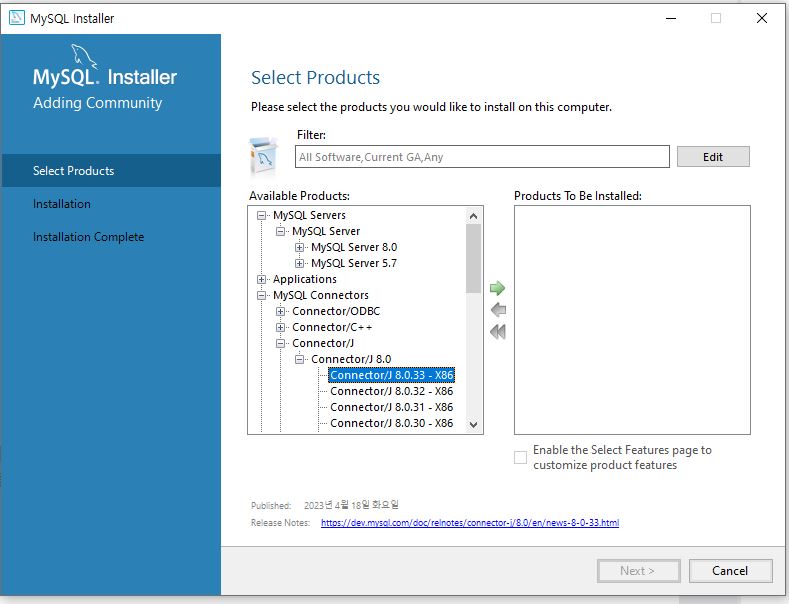 MySQL Installer
MySQL. Installer
Adding Community
Select Products
Installation
Installation Complete
Select Products
Please select the products you would like to install on this computer.
Filter:
All Software,Current GA,Any
Edit
Available Products:
MySQL Servers
MySQL Server
MySQL Server 8.0
MySQL Server 5.7
Applications
MySQL Connectors
Connector/ODBC
Connector/C++
Connector/J
Connector/J 8.0
Connector/J 8.0.33 - X86
Connector/J 8.0.32 - X86
Connector/J 8.0.31 - X86
Connector/J 8.0.30 - X86
Products To Be Installed:
Enable the Select Features page to
customize product features
Published: 2023년 4월 18일 화요일
Release Notes: https://dev.mysql.com/doc/relnotes/connector-j/8.0/en/news-8-0-33.html
Next >
Cancel